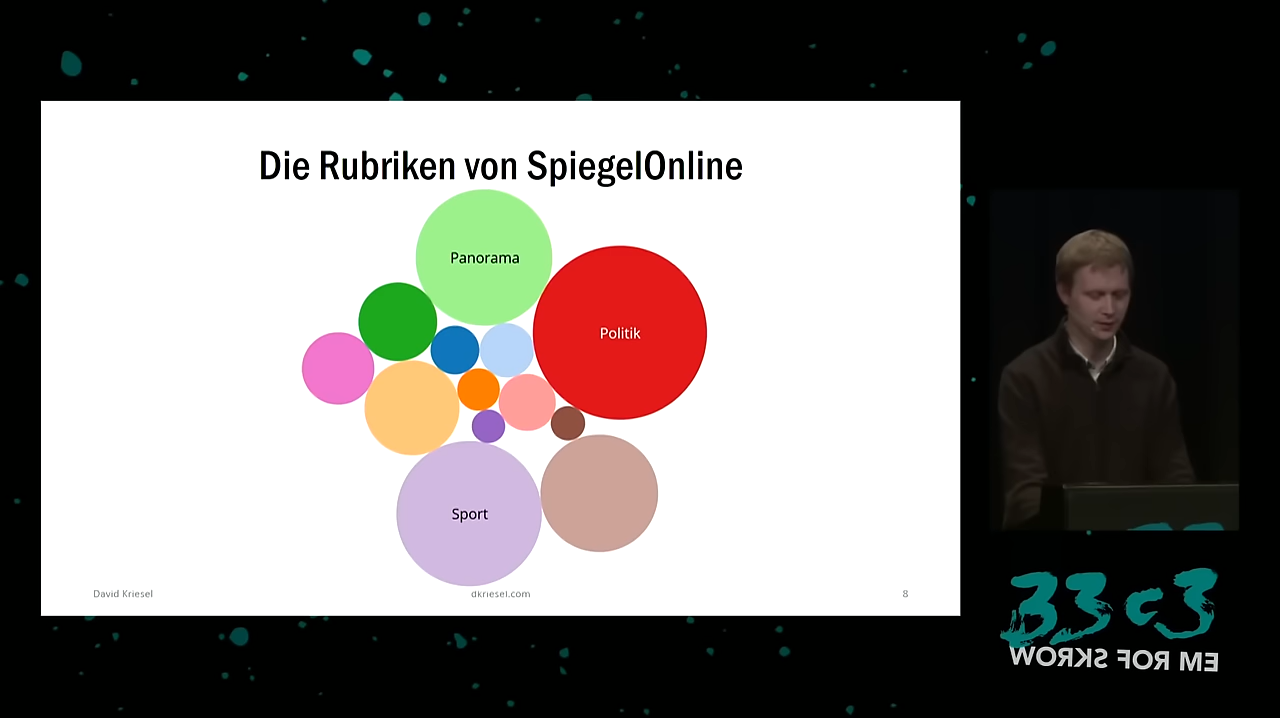 Die Rubriken von SpiegelOnline
Panorama
Politik
Sport
David Kriesel
dkriesel.com
8
33c3
WORKS FOR ME